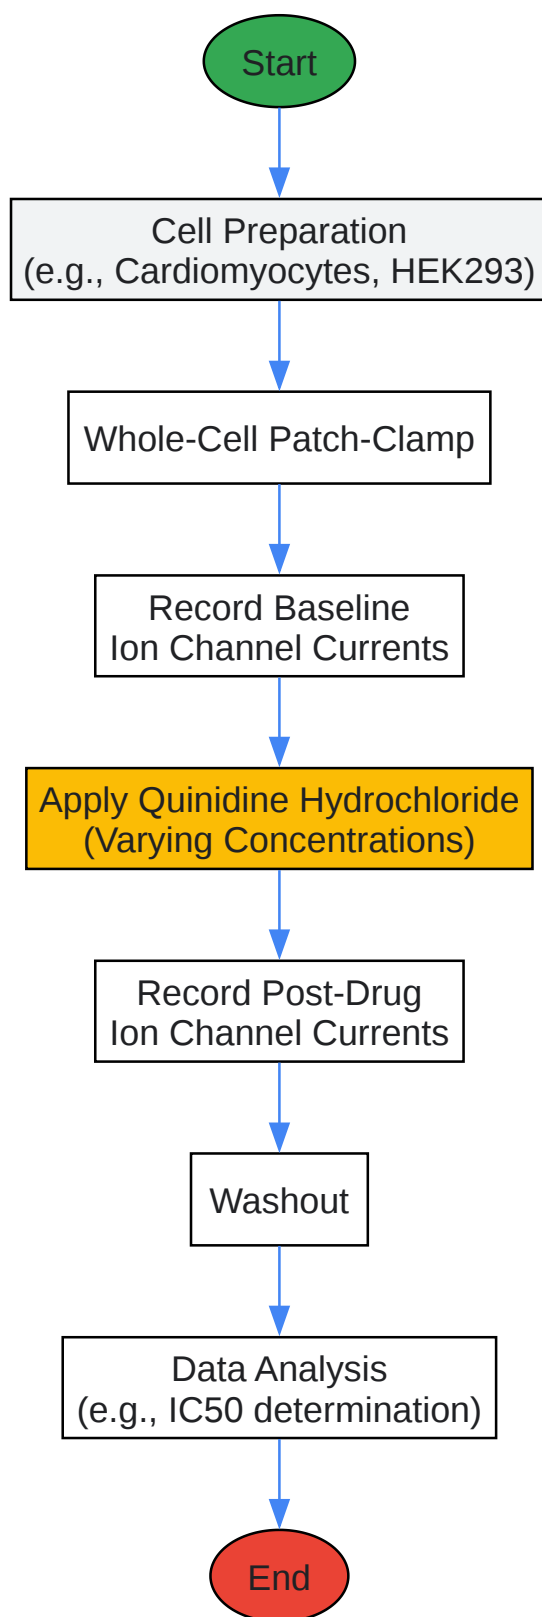 Start
Cell Preparation
(e.g., Cardiomyocytes, HEK293)
Whole-Cell Patch-Clamp
Record Baseline
Ion Channel Currents
Apply Quinidine Hydrochloride
(Varying Concentrations)
Record Post-Drug
Ion Channel Currents
Washout
Data Analysis
(e.g., IC50 determination)
End